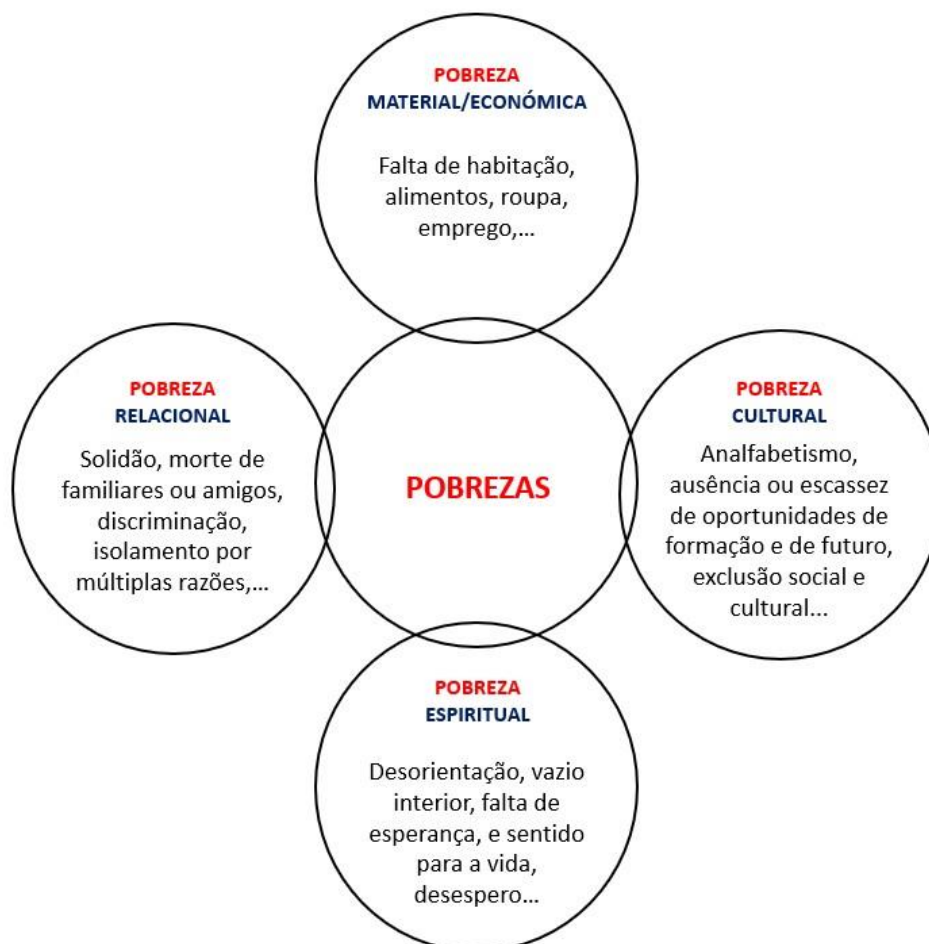 POBREZA
MATERIAL/ECONÓMICA
Falta de habitação,
alimentos, roupa,
emprego,...
POBREZA
RELACIONAL
Solidão, morte de
familiares ou amigos,
discriminação,
isolamento por
múltiplas razões,...
POBREZAS
POBREZA
CULTURAL
Analfabetismo,
ausência ou escassez
de oportunidades de
formação e de futuro,
exclusão social e
cultural...
POBREZA
ESPIRITUAL
Desorientação, vazio
interior, falta de
esperança, e sentido
para a vida,
desespero...